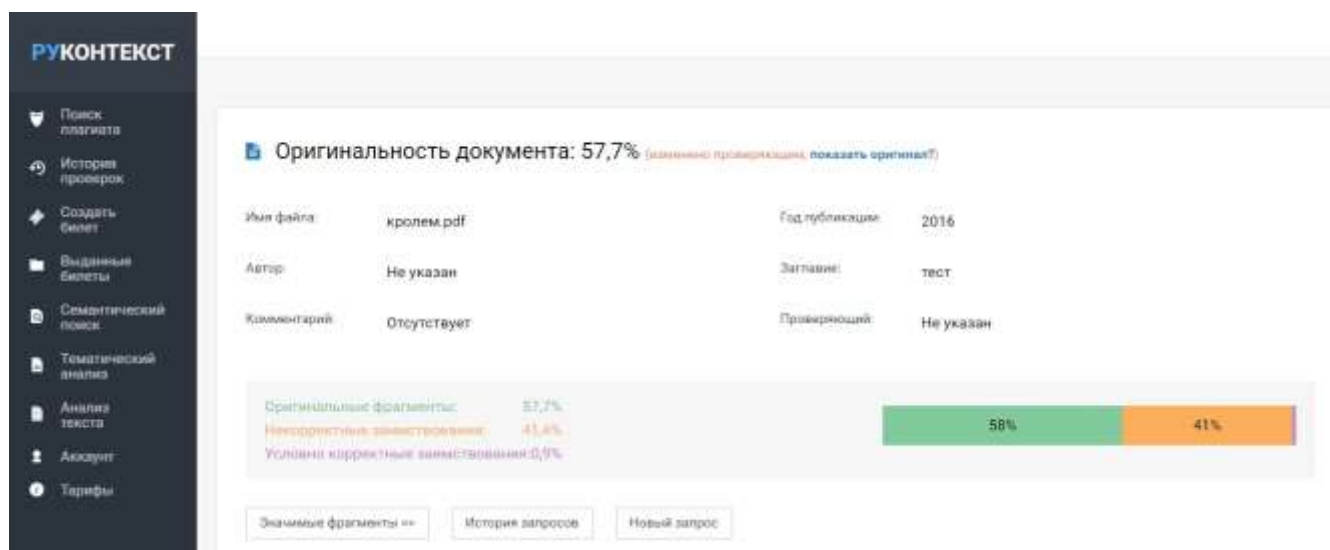 РУКОНТЕКСТ
Поиск
плагиата
История
проверок
Создать
билет
Выданные
билеты
Семантический
поиск
Тематический
анализ
Анализ
текста
Аккаунт
Тарифы
Оригинальность документа: 57,7% (изменено проверяющим, показать оригинал?)
Имя файла: кролем.pdf
Год публикации: 2016
Автор: Не указан
Заглавие: тест
Комментарий: Отсутствует
Проверяющий: Не указан
Оригинальные фрагменты: 57,7%
Некорректные заимствования: 41,4%
Условно корректные заимствования:0,9%
58%
41%
Значимые фрагменты »»
История запросов
Новый запрос